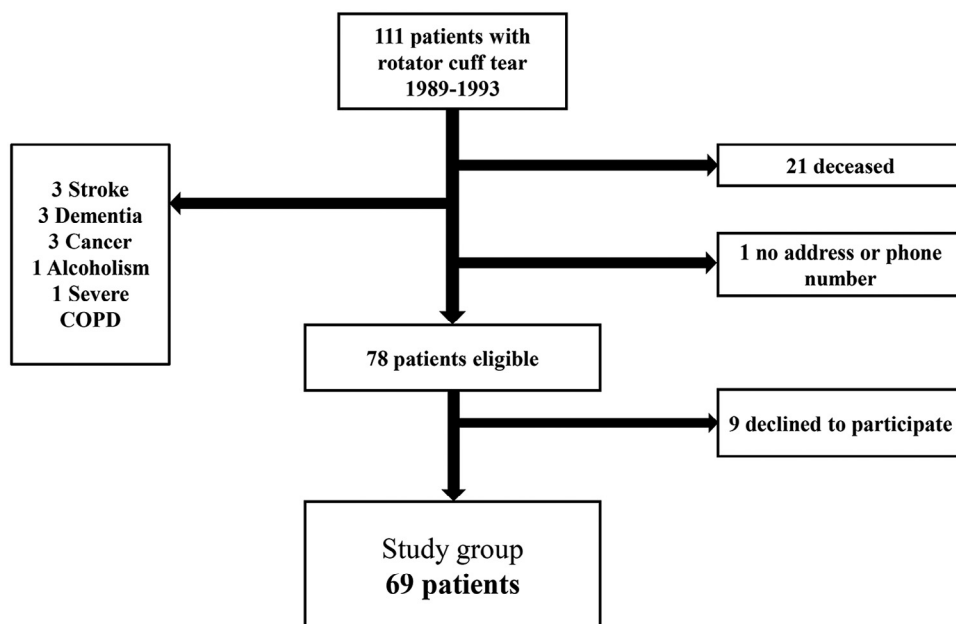 111 patients with
rotator cuff tear
1989-1993
21 deceased
3 Stroke
3 Dementia
3 Cancer
1 Alcoholism
1 Severe
COPD
1 no address or phone
number
78 patients eligible
9 declined to participate
Study group
69 patients